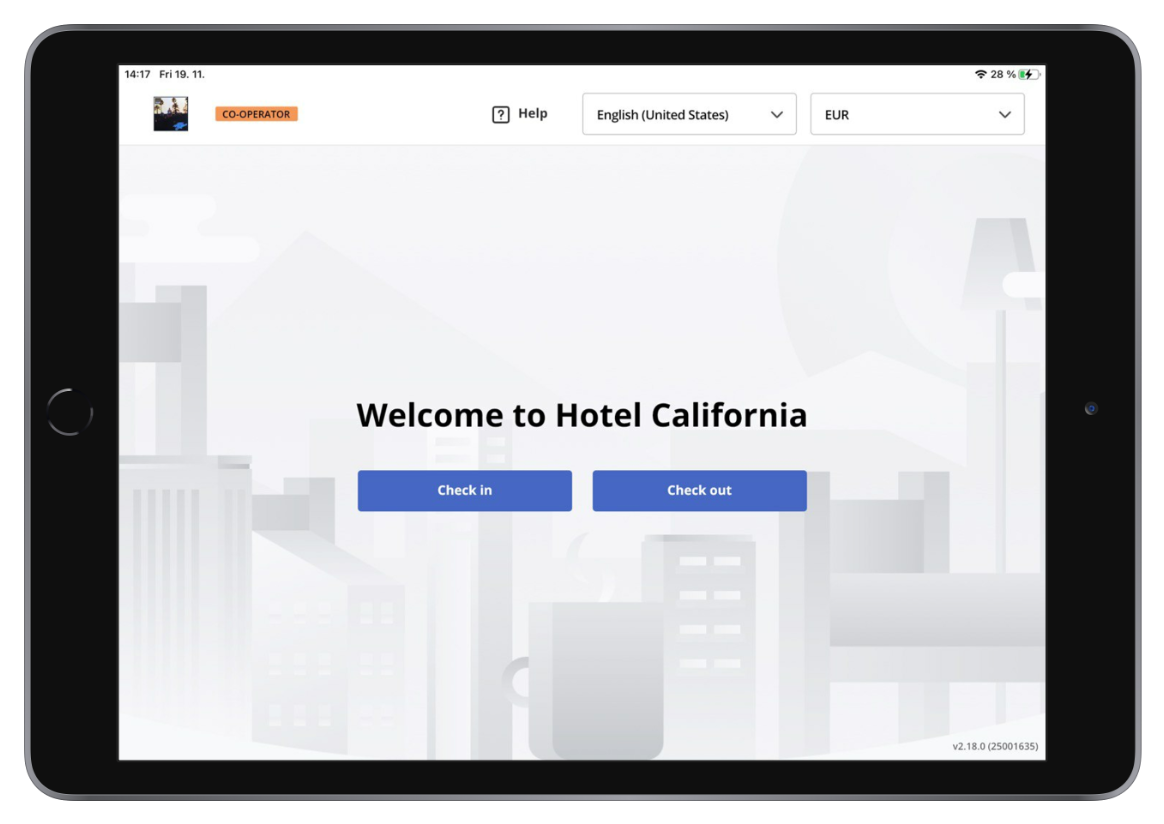 14:17 Fri 19. 11.
28 %
CO-OPERATOR
? Help
English (United States)
EUR
Welcome to Hotel California
Check in
Check out
v2.18.0 (25001635)